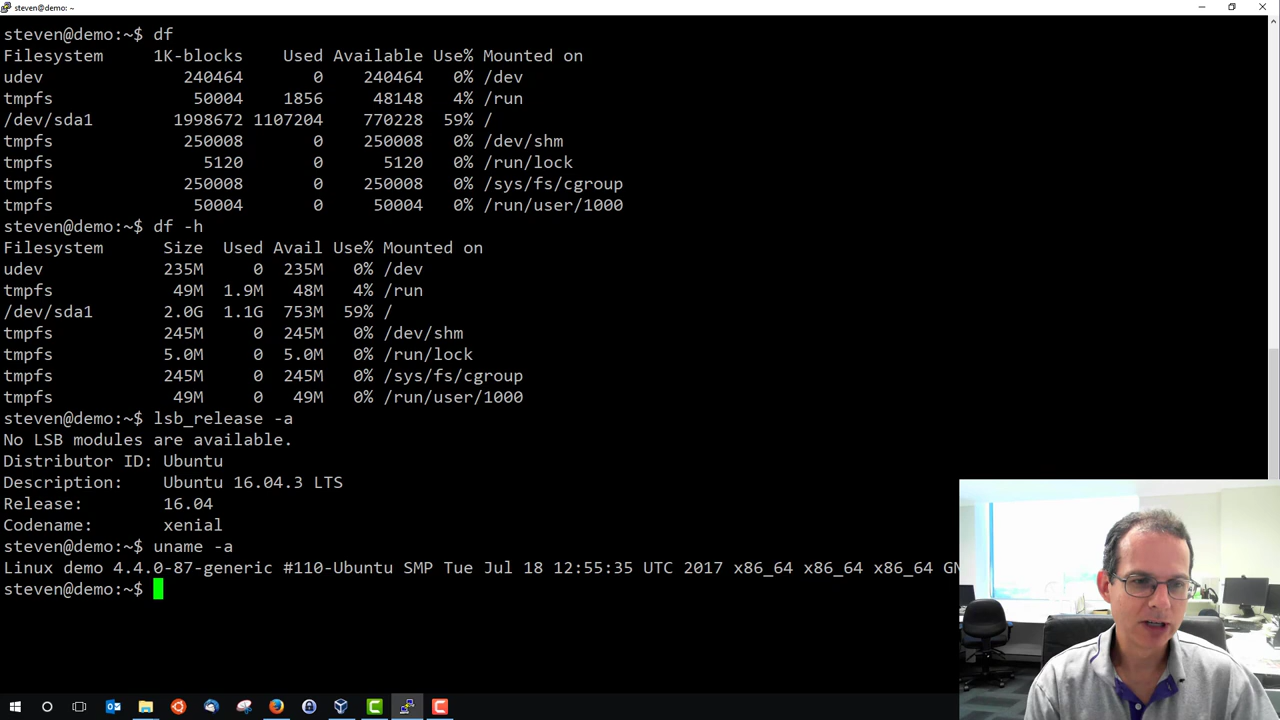 steven@demo: ~
steven@demo:~$ df
Filesystem     1K-blocks    Used Available Use% Mounted on
udev              240464       0    240464   0% /dev
tmpfs              50004    1856     48148   4% /run
/dev/sda1        1998672 1107204    770228  59% /
tmpfs             250008       0    250008   0% /dev/shm
tmpfs               5120       0      5120   0% /run/lock
tmpfs             250008       0    250008   0% /sys/fs/cgroup
tmpfs              50004       0     50004   0% /run/user/1000
steven@demo:~$ df -h
Filesystem      Size  Used Avail Use% Mounted on
udev            235M     0  235M   0% /dev
tmpfs            49M  1.9M   48M   4% /run
/dev/sda1       2.0G  1.1G  753M  59% /
tmpfs           245M     0  245M   0% /dev/shm
tmpfs           5.0M     0  5.0M   0% /run/lock
tmpfs           245M     0  245M   0% /sys/fs/cgroup
tmpfs            49M     0   49M   0% /run/user/1000
steven@demo:~$ lsb_release -a
No LSB modules are available.
Distributor ID: Ubuntu
Description:    Ubuntu 16.04.3 LTS
Release:        16.04
Codename:       xenial
steven@demo:~$ uname -a
Linux demo 4.4.0-87-generic #110-Ubuntu SMP Tue Jul 18 12:55:35 UTC 2017 x86_64 x86_64 x86_64
steven@demo:~$